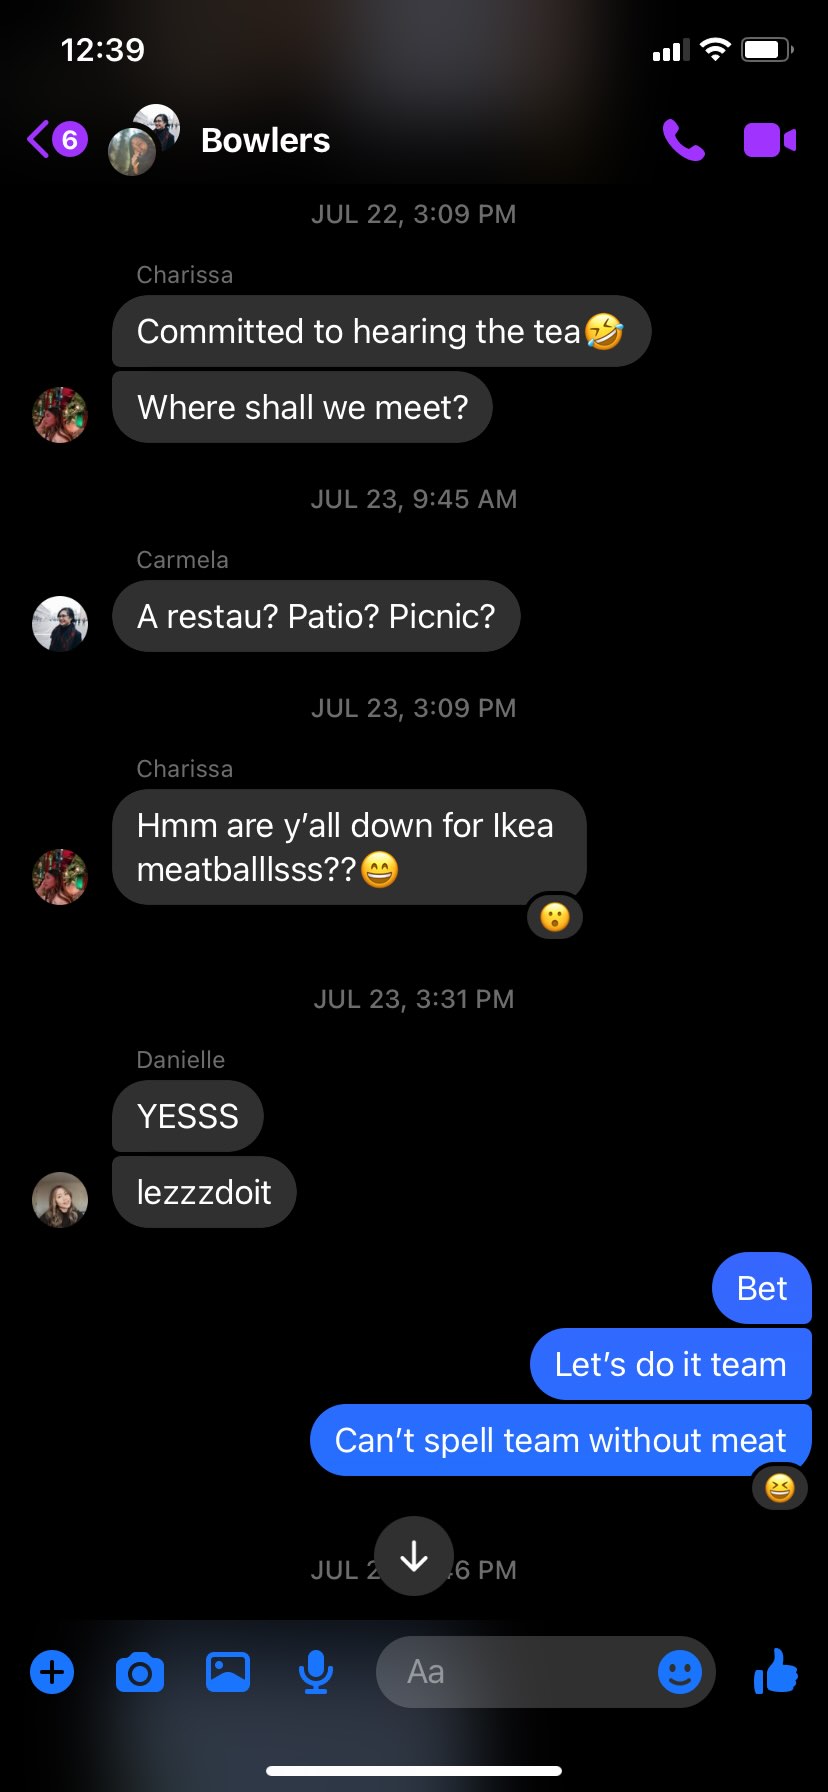 12:39
6
Bowlers
JUL 22, 3:09 PM
Charissa
Committed to hearing the tea🤣
Where shall we meet?
JUL 23, 9:45 AM
Carmela
A restau? Patio? Picnic?
JUL 23, 3:09 PM
Charissa
Hmm are y’all down for Ikea
meatballlsss??😄
😮
JUL 23, 3:31 PM
Danielle
YESSS
lezzzdoit
Bet
Let’s do it team
Can’t spell team without meat
😆
JUL PM
Aa